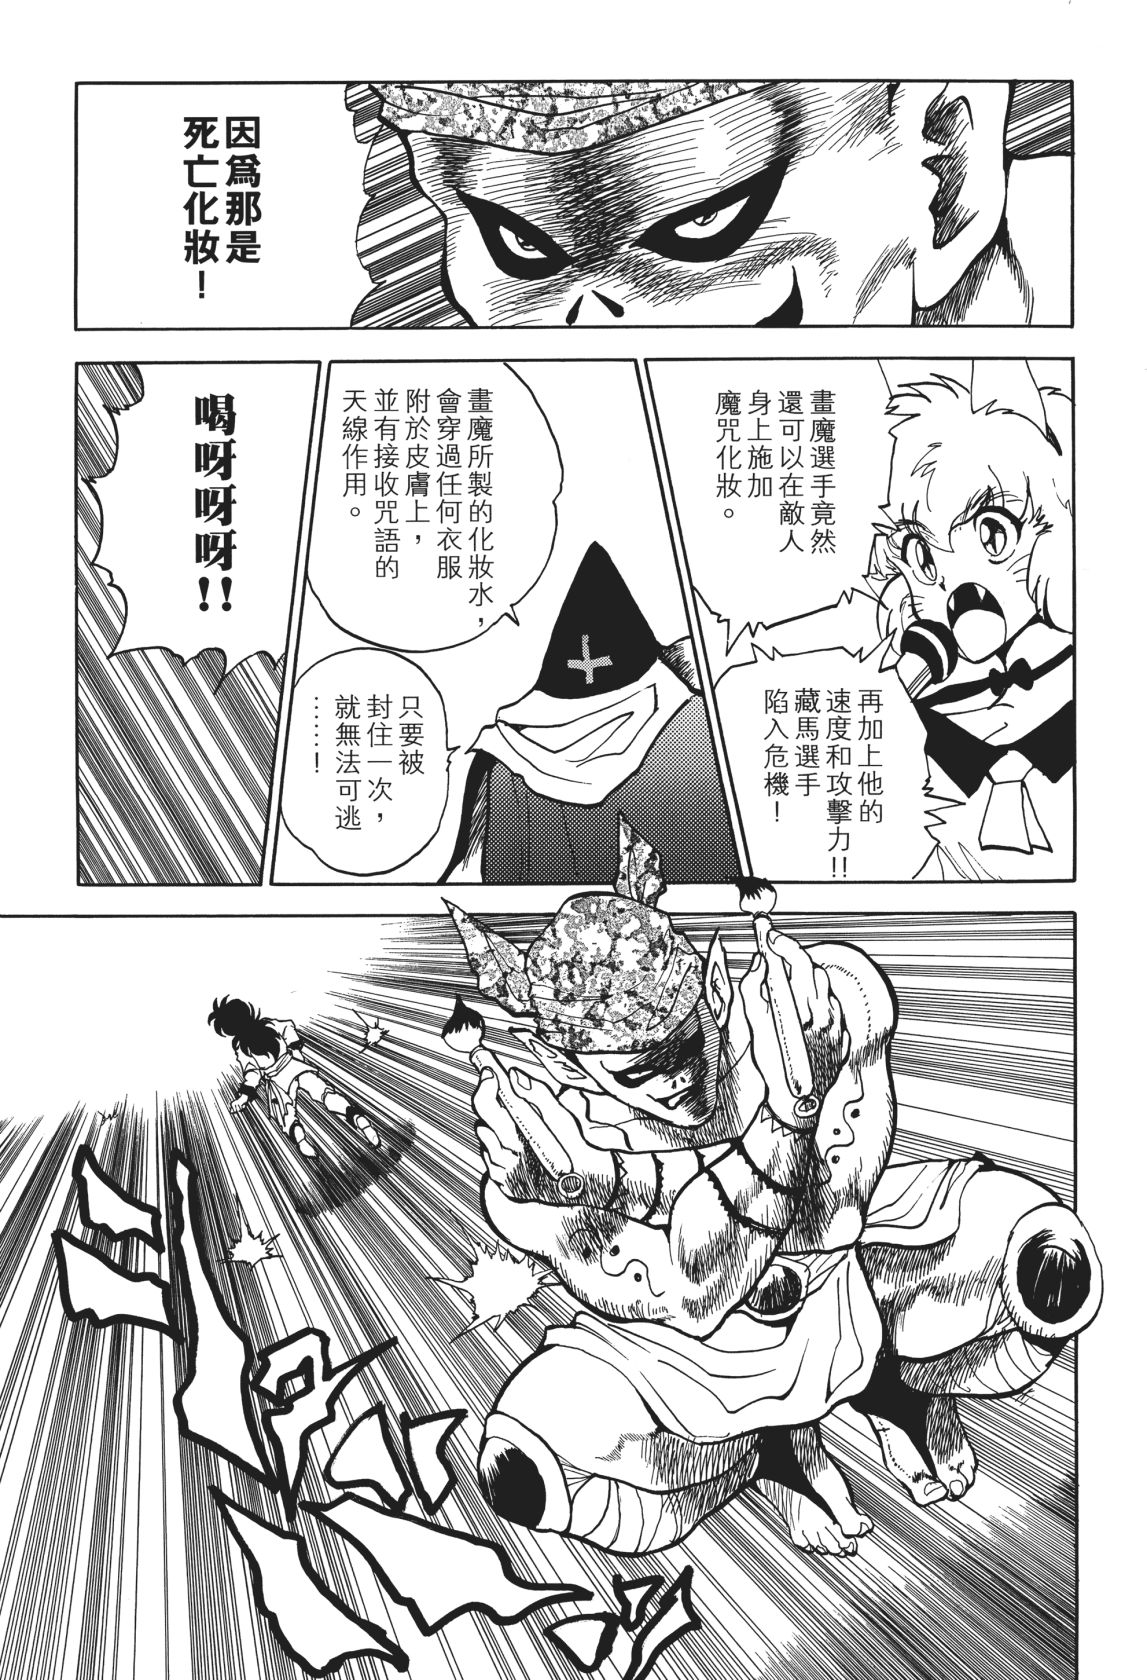 因爲那是
死亡化妝！
畫魔選手竟然
還可以在敵人
身上施加
魔咒化妝。
再加上他的
速度和攻擊力!!
藏馬選手
陷入危機！
畫魔所製的化妝水，
會穿過任何衣服
附於皮膚上，
並有接收咒語的
天線作用。
只要被
封住一次，
就無法可逃
……！
喝呀呀呀!!